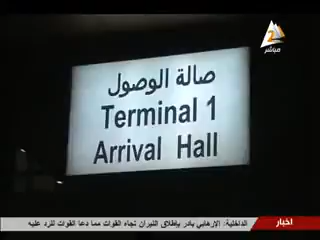 مباشر
صالة الوصول
Terminal 1
Arrival Hall
اخبار
الداخلية: الإرهابي بادر بإطلاق النيران تجاه القوات مما دعا القوات للرد عليه